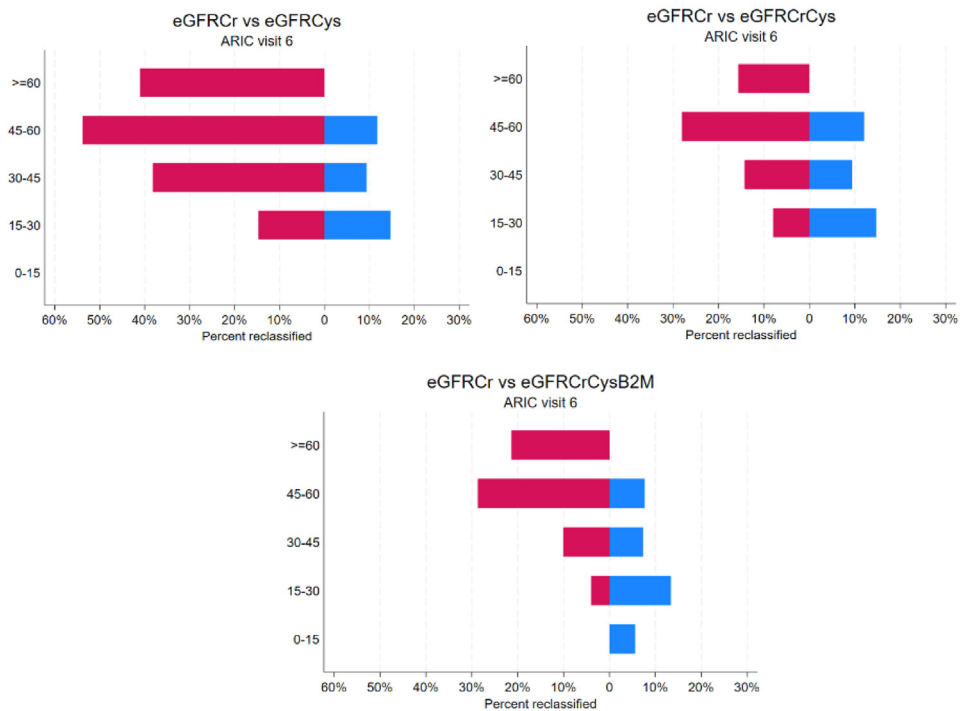 eGFRCr vs eGFRCys
ARIC visit 6
>=60
45-60
30-45
15-30
0-15
60% 50% 40% 30% 20% 10% 0 10% 20% 30%
Percent reclassified
eGFRCr vs eGFRCrCys
ARIC visit 6
>=60
45-60
30-45
15-30
0-15
60% 50% 40% 30% 20% 10% 0 10% 20% 30%
Percent reclassified
eGFRCr vs eGFRCrCysB2M
ARIC visit 6
>=60
45-60
30-45
15-30
0-15
60% 50% 40% 30% 20% 10% 0 10% 20% 30%
Percent reclassified